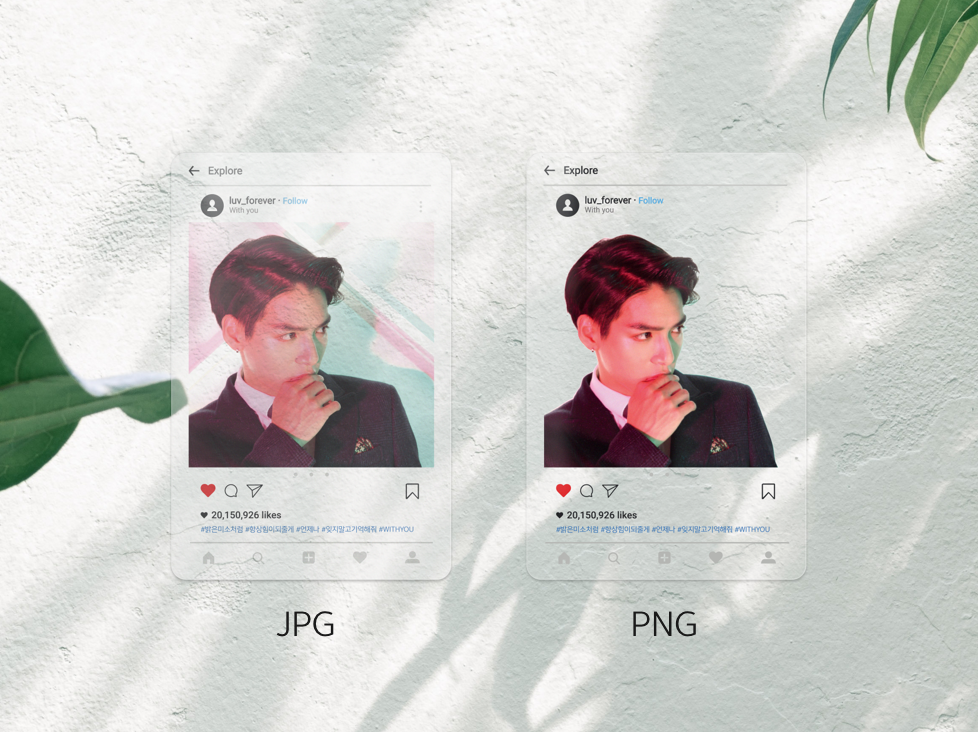 Explore
luv_forever · Follow
With you
20,150,926 likes
#밝은미소처럼 #항상힘이되줄게 #언제나 #잊지말고기억해줘 #WITHYOU
JPG
Explore
luv_forever · Follow
With you
20,150,926 likes
#밝은미소처럼 #항상힘이되줄게 #언제나 #잊지말고기억해줘 #WITHYOU
PNG